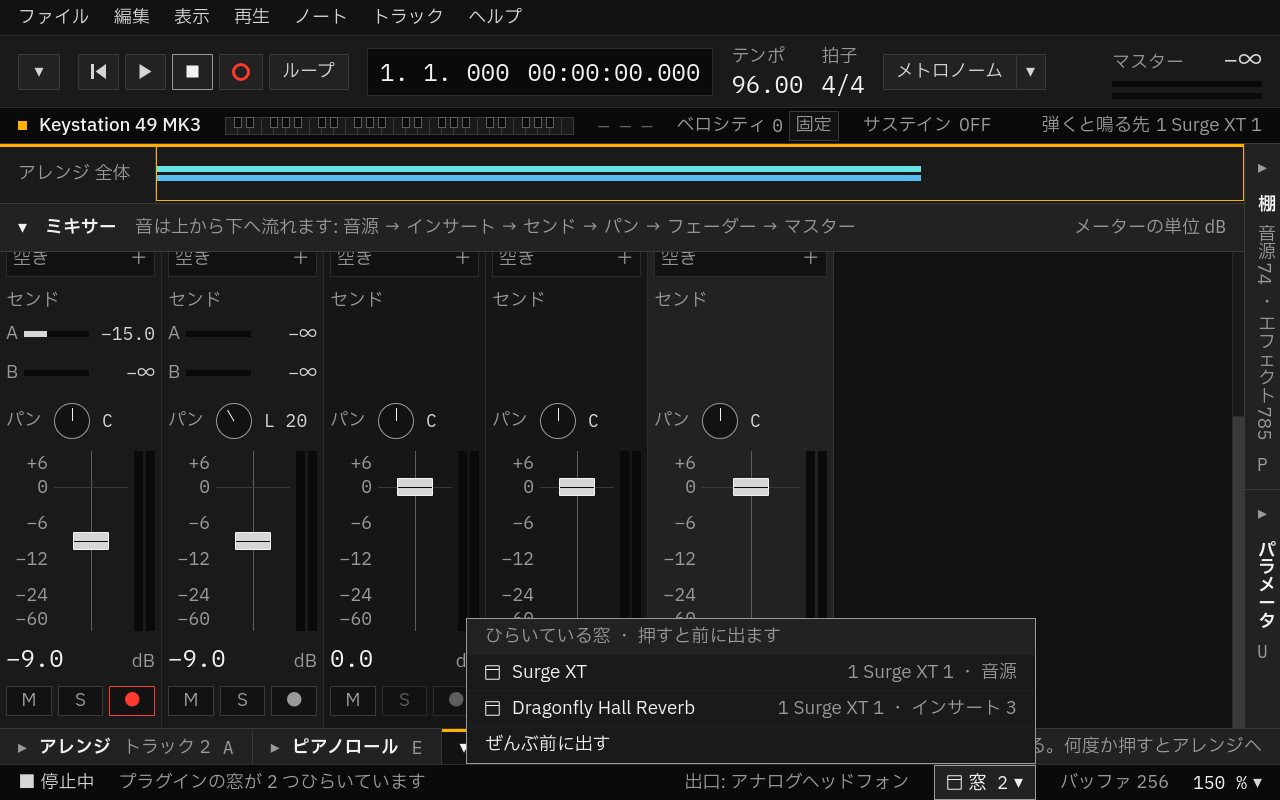 ファイル 編集 表示 再生 ノート トラック ヘルプ
▼ ループ 1. 1. 000 00:00:00.000 テンポ 96.00 拍子 4/4 メトロノーム ▼ マスター −∞
Keystation 49 MK3 – – – ベロシティ 0 固定 サステイン OFF 弾くと鳴る先 1 Surge XT 1
アレンジ 全体
▼ ミキサー 音は上から下へ流れます: 音源 → インサート → センド → パン → フェーダー → マスター メーターの単位 dB
空き + 空き + 空き + 空き + 空き +
センド センド センド センド センド
A −15.0 A −∞
B −∞ B −∞
パン C パン L 20 パン C パン C パン C
+6 +6 +6 +6 +6
0 0 0 0 0
−6 −6 −6 −6 −6
−12 −12 −12 −12 −12
−24 −24 −24 −24 −24
−60 −60 −60 −60 −60
−9.0 dB −9.0 dB 0.0
M S M S M S
ひらいている窓 · 押すと前に出ます
Surge XT 1 Surge XT 1 · 音源
Dragonfly Hall Reverb 1 Surge XT 1 · インサート 3
ぜんぶ前に出す
▶ 棚 音源74 · エフェクト785 P
▶ パラメータ U
▶ アレンジ トラック 2 A ▶ ピアノロール E る。何度か押すとアレンジへ
停止中 プラグインの窓が 2 つひらいています 出口: アナログヘッドフォン 窓 2 ▼ バッファ 256 150 % ▼